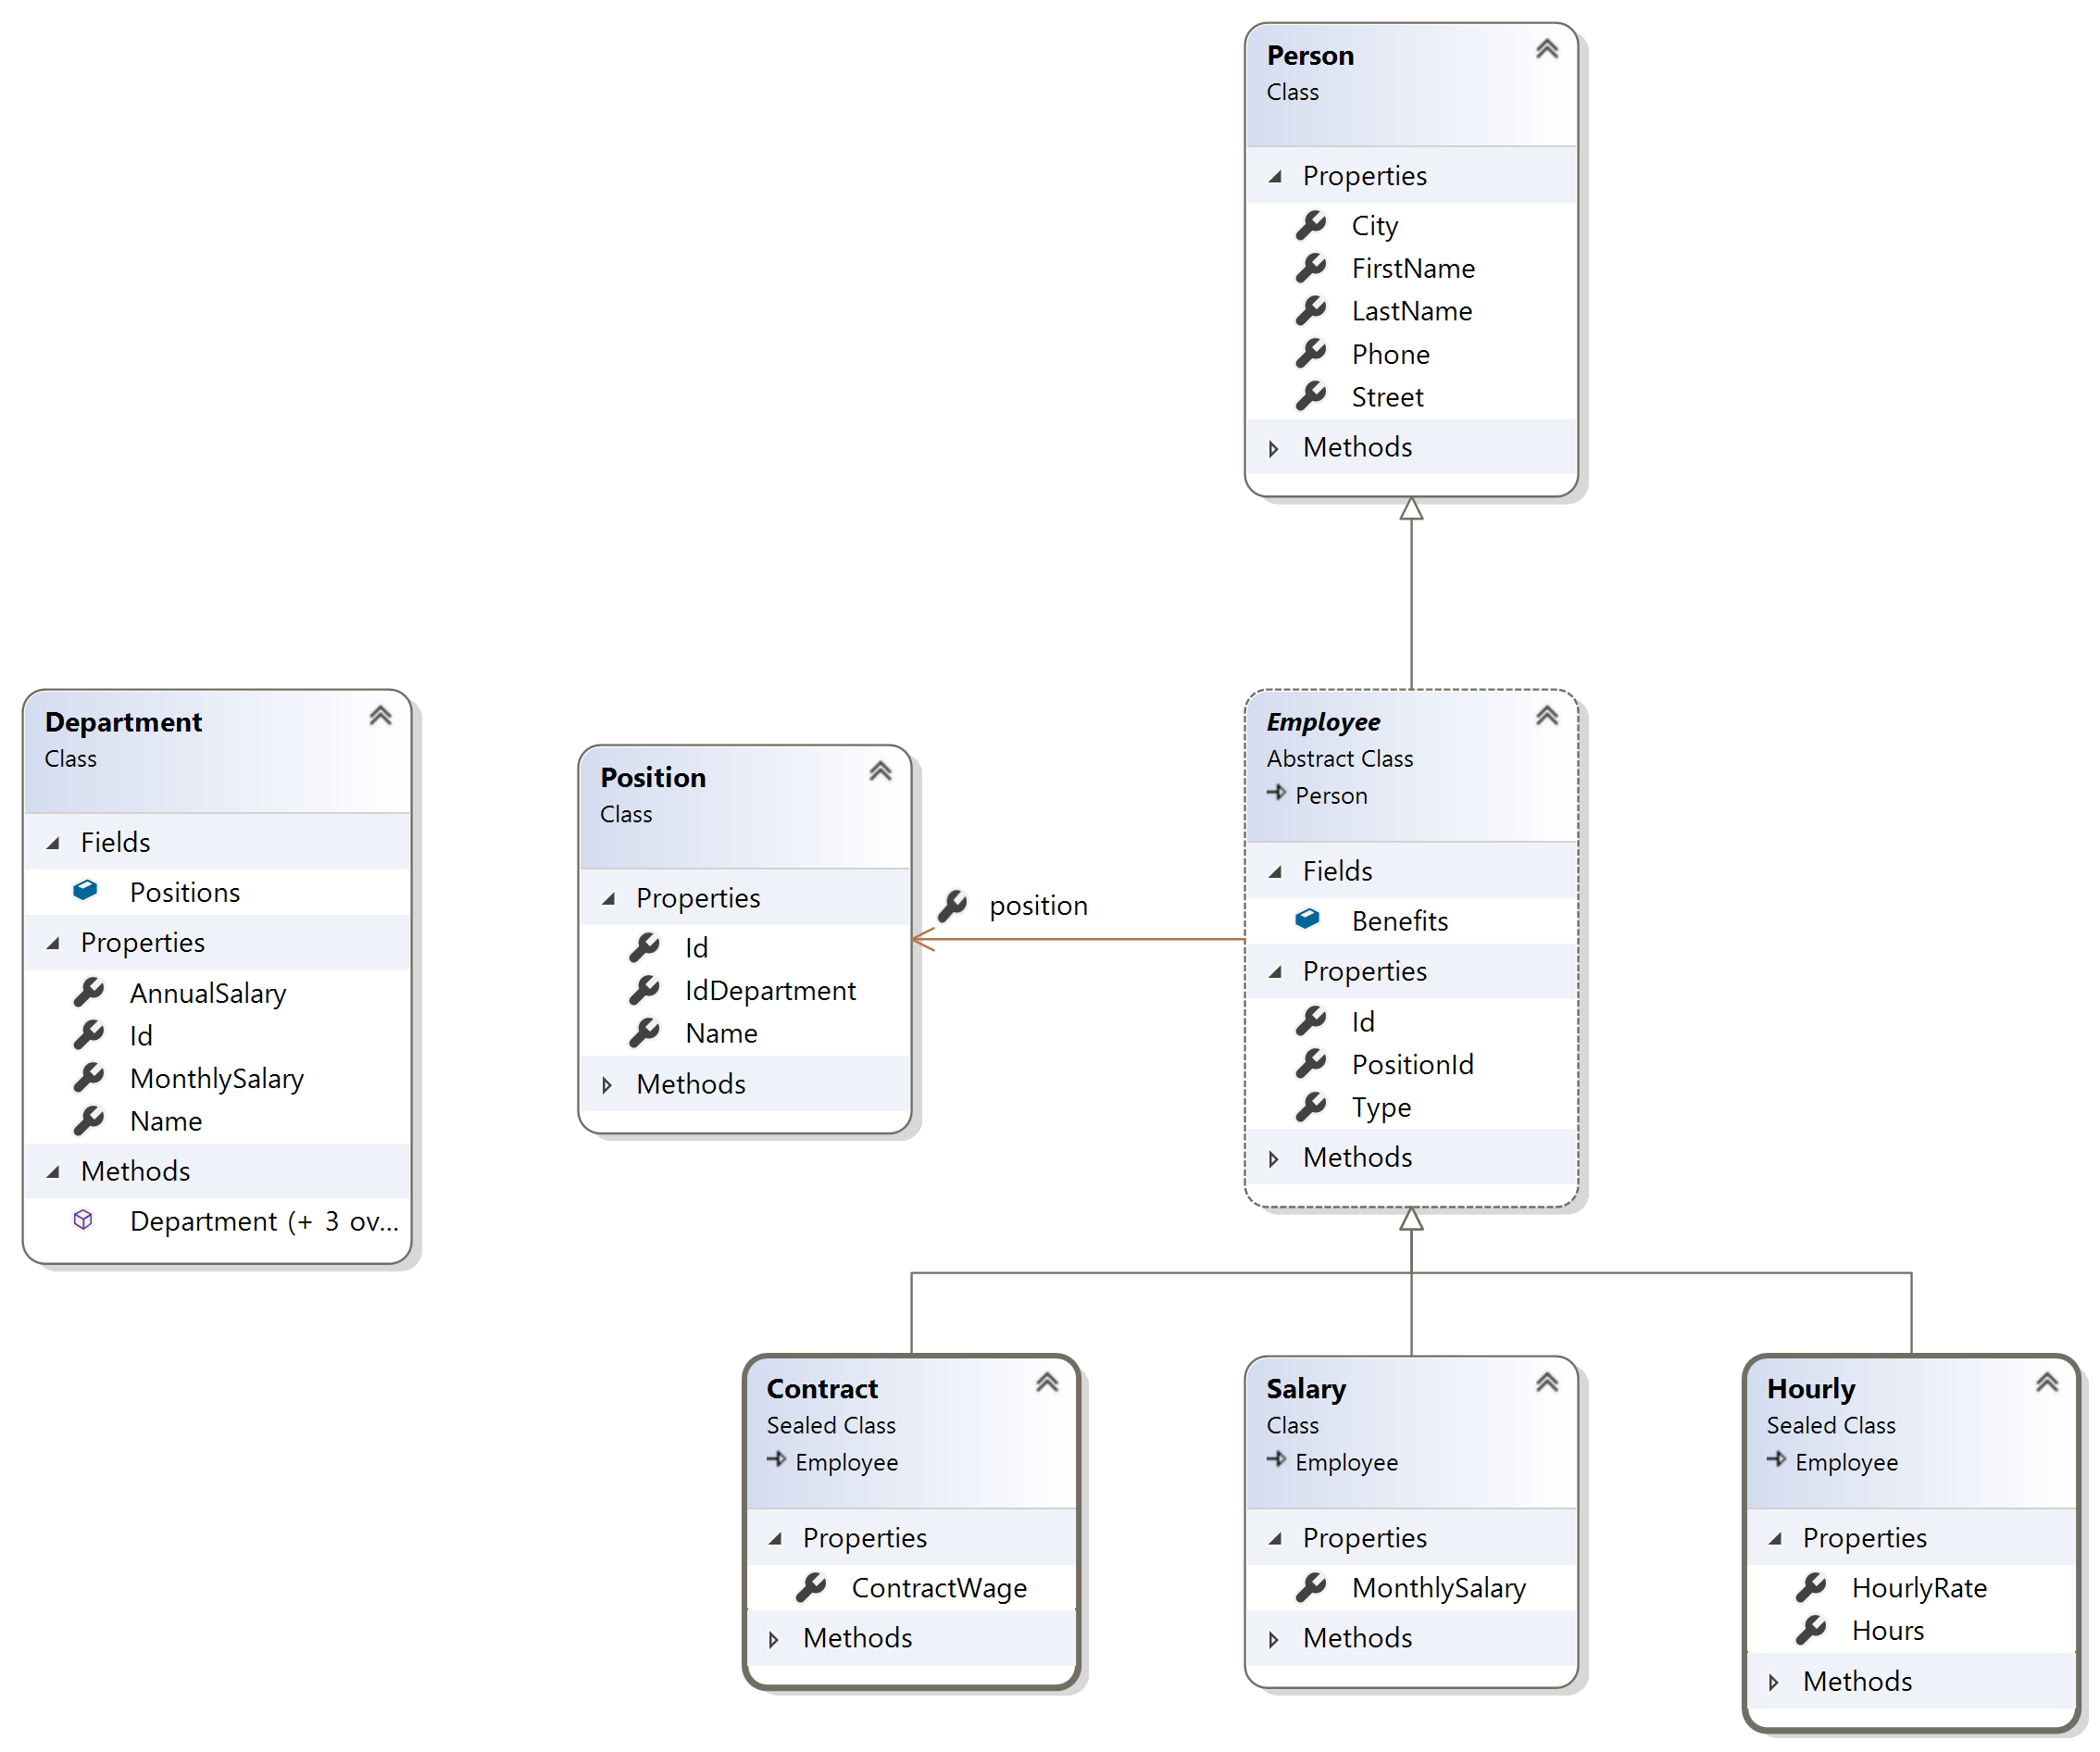 Person
Class
Properties
City
FirstName
LastName
Phone
Street
Methods
Department
Class
Fields
Positions
Properties
AnnualSalary
Id
MonthlySalary
Name
Methods
Department (+ 3 ov...
Position
Class
Properties
Id
IdDepartment
Name
Methods
position
Employee
Abstract Class
Person
Fields
Benefits
Properties
Id
PositionId
Type
Methods
Contract
Sealed Class
Employee
Properties
ContractWage
Methods
Salary
Class
Employee
Properties
MonthlySalary
Methods
Hourly
Sealed Class
Employee
Properties
HourlyRate
Hours
Methods